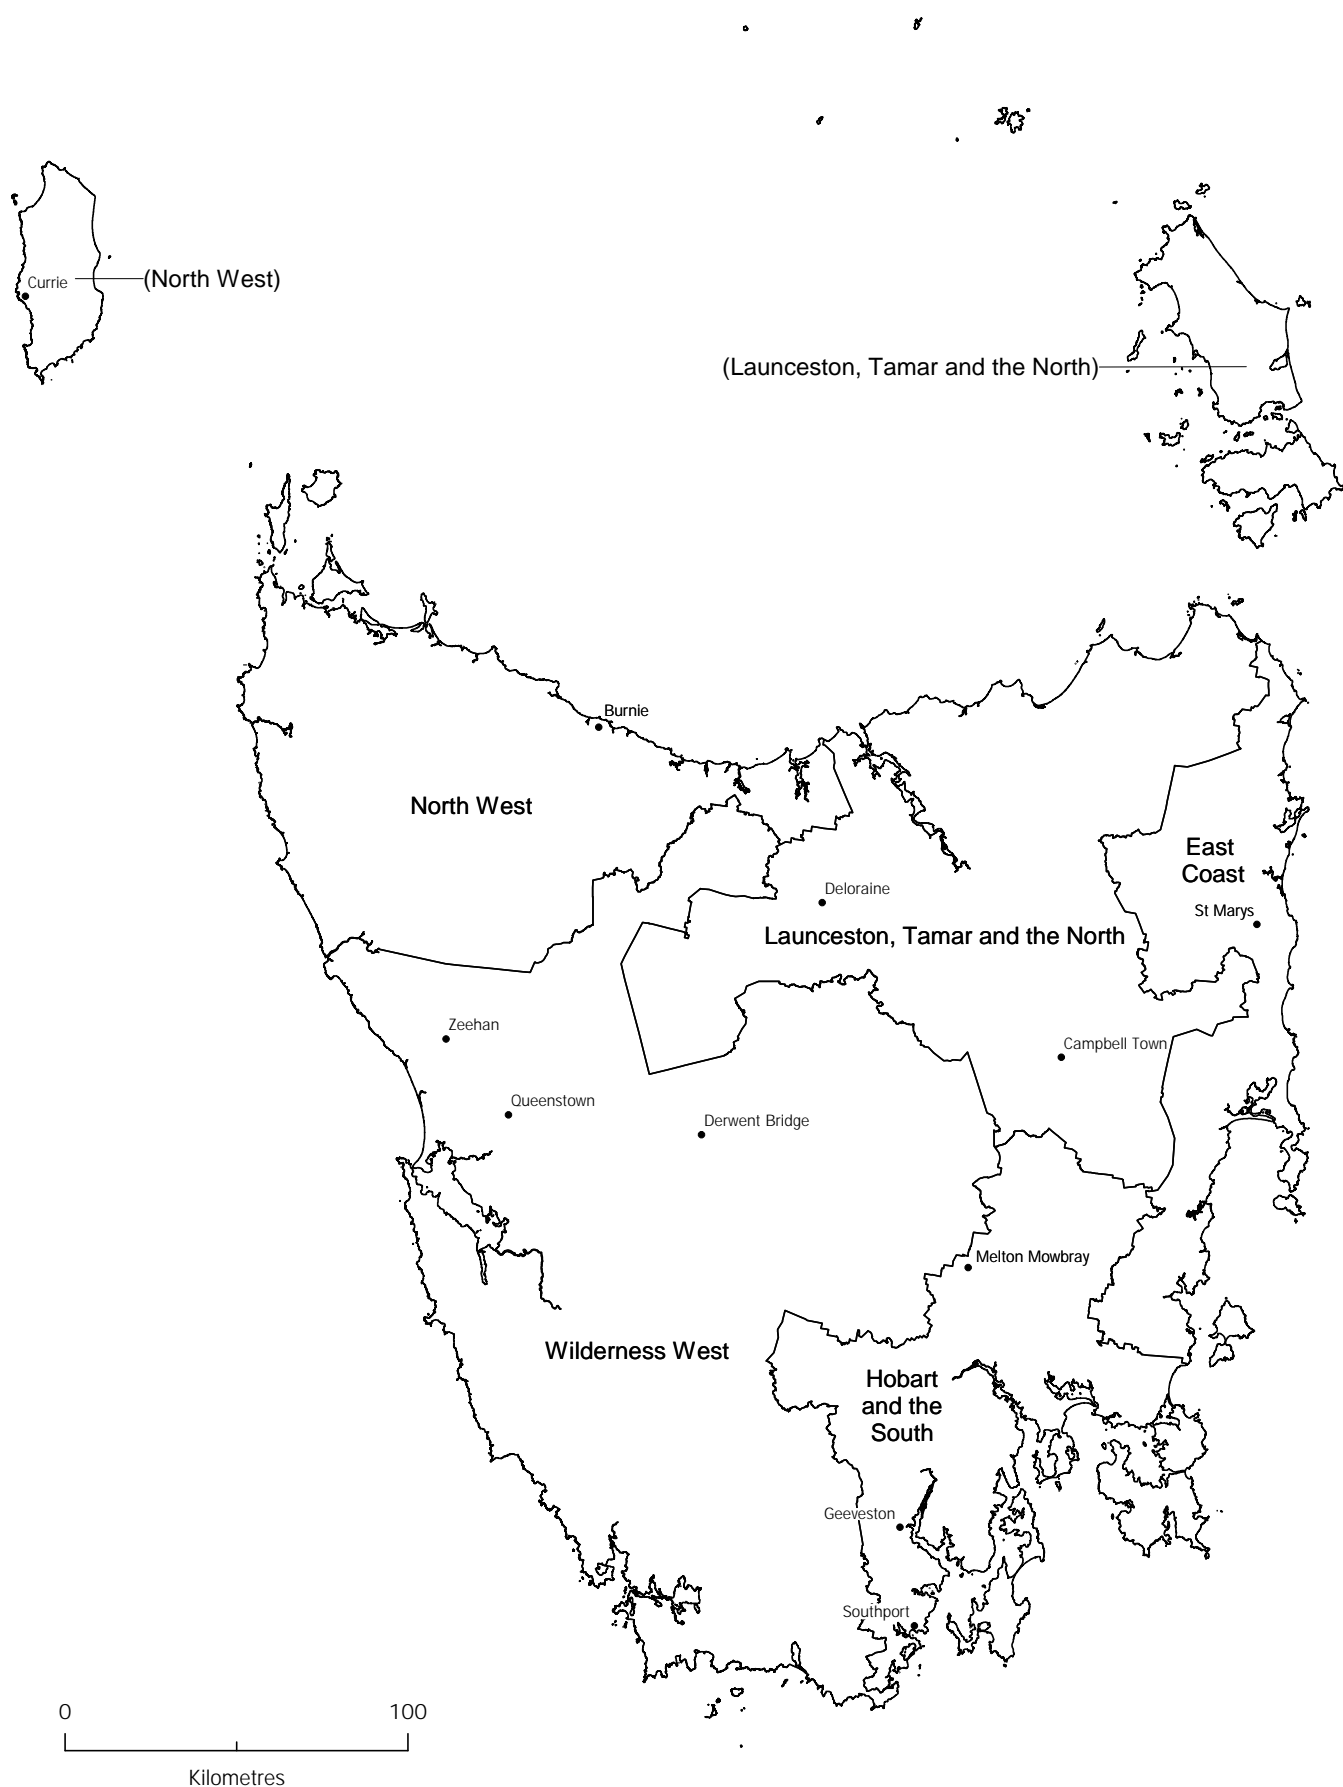 Currie
(North West)
(Launceston, Tamar and the North)
Burnie
North West
East
Coast
Deloraine
St Marys
Launceston, Tamar and the North
Zeehan
Campbell Town
Queenstown
Derwent Bridge
Melton Mowbray
Wilderness West
Hobart
and the
South
Geeveston
Southport
0 100
Kilometres